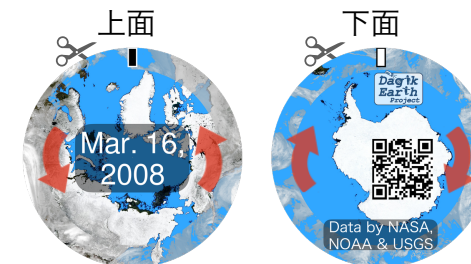 上面
下面
Mar. 16,
2008
Dagik
Earth
Project
Data by NASA,
NOAA & USGS